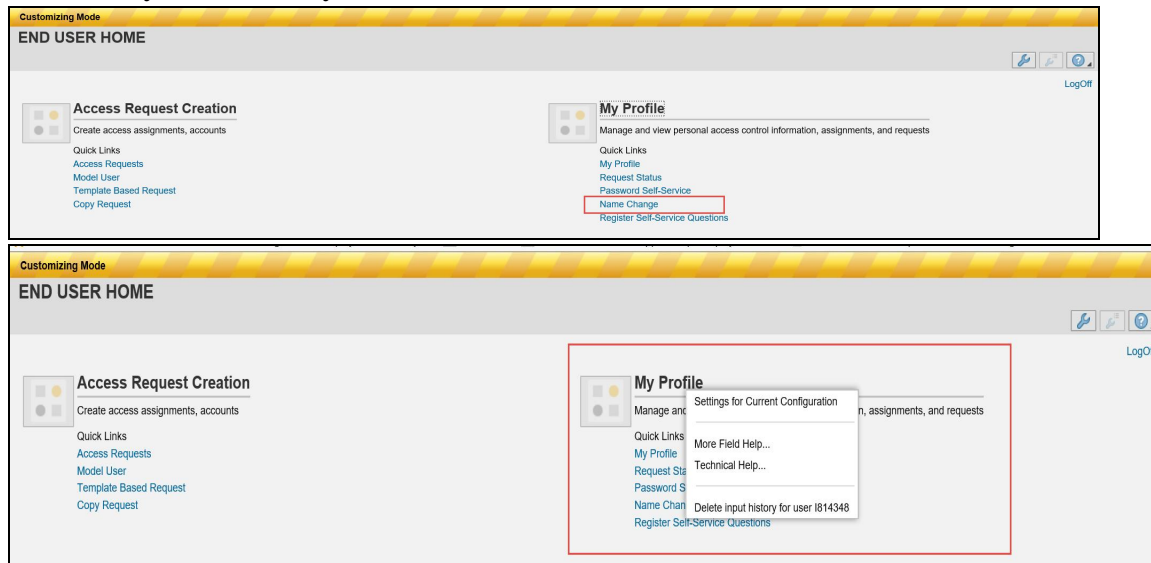 Customizing Mode
END USER HOME
LogOff
Access Request Creation
Create access assignments, accounts
Quick Links
Access Requests
Model User
Template Based Request
Copy Request
My Profile
Manage and view personal access control information, assignments, and requests
Quick Links
My Profile
Request Status
Password Self-Service
Name Change
Register Self-Service Questions
Customizing Mode
END USER HOME
LogO
Access Request Creation
Create access assignments, accounts
Quick Links
Access Requests
Model User
Template Based Request
Copy Request
My Profile
Manage and
n, assignments, and requests
Quick Links
My Profile
Request Sta
Password S
Name Chan
Register Self-Service Questions
Settings for Current Configuration
More Field Help...
Technical Help...
Delete input history for user I814348